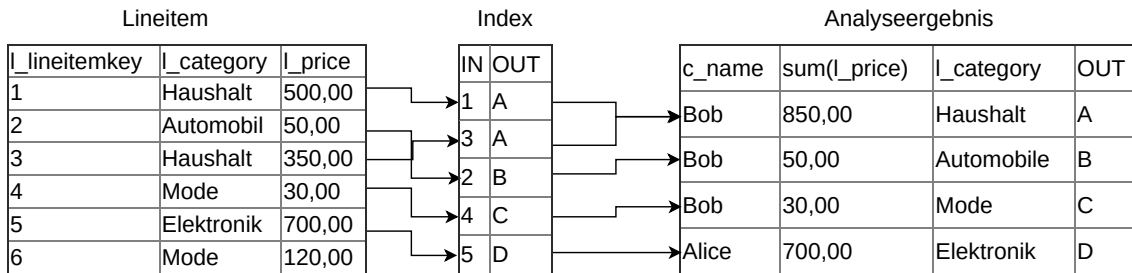 Lineitem
l_lineitemkey l_category l_price
1 Haushalt 500,00
2 Automobil 50,00
3 Haushalt 350,00
4 Mode 30,00
5 Elektronik 700,00
6 Mode 120,00
Index
IN OUT
1 A
3 A
2 B
4 C
5 D
Analyseergebnis
c_name sum(l_price) l_category OUT
Bob 850,00 Haushalt A
Bob 50,00 Automobile B
Bob 30,00 Mode C
Alice 700,00 Elektronik D